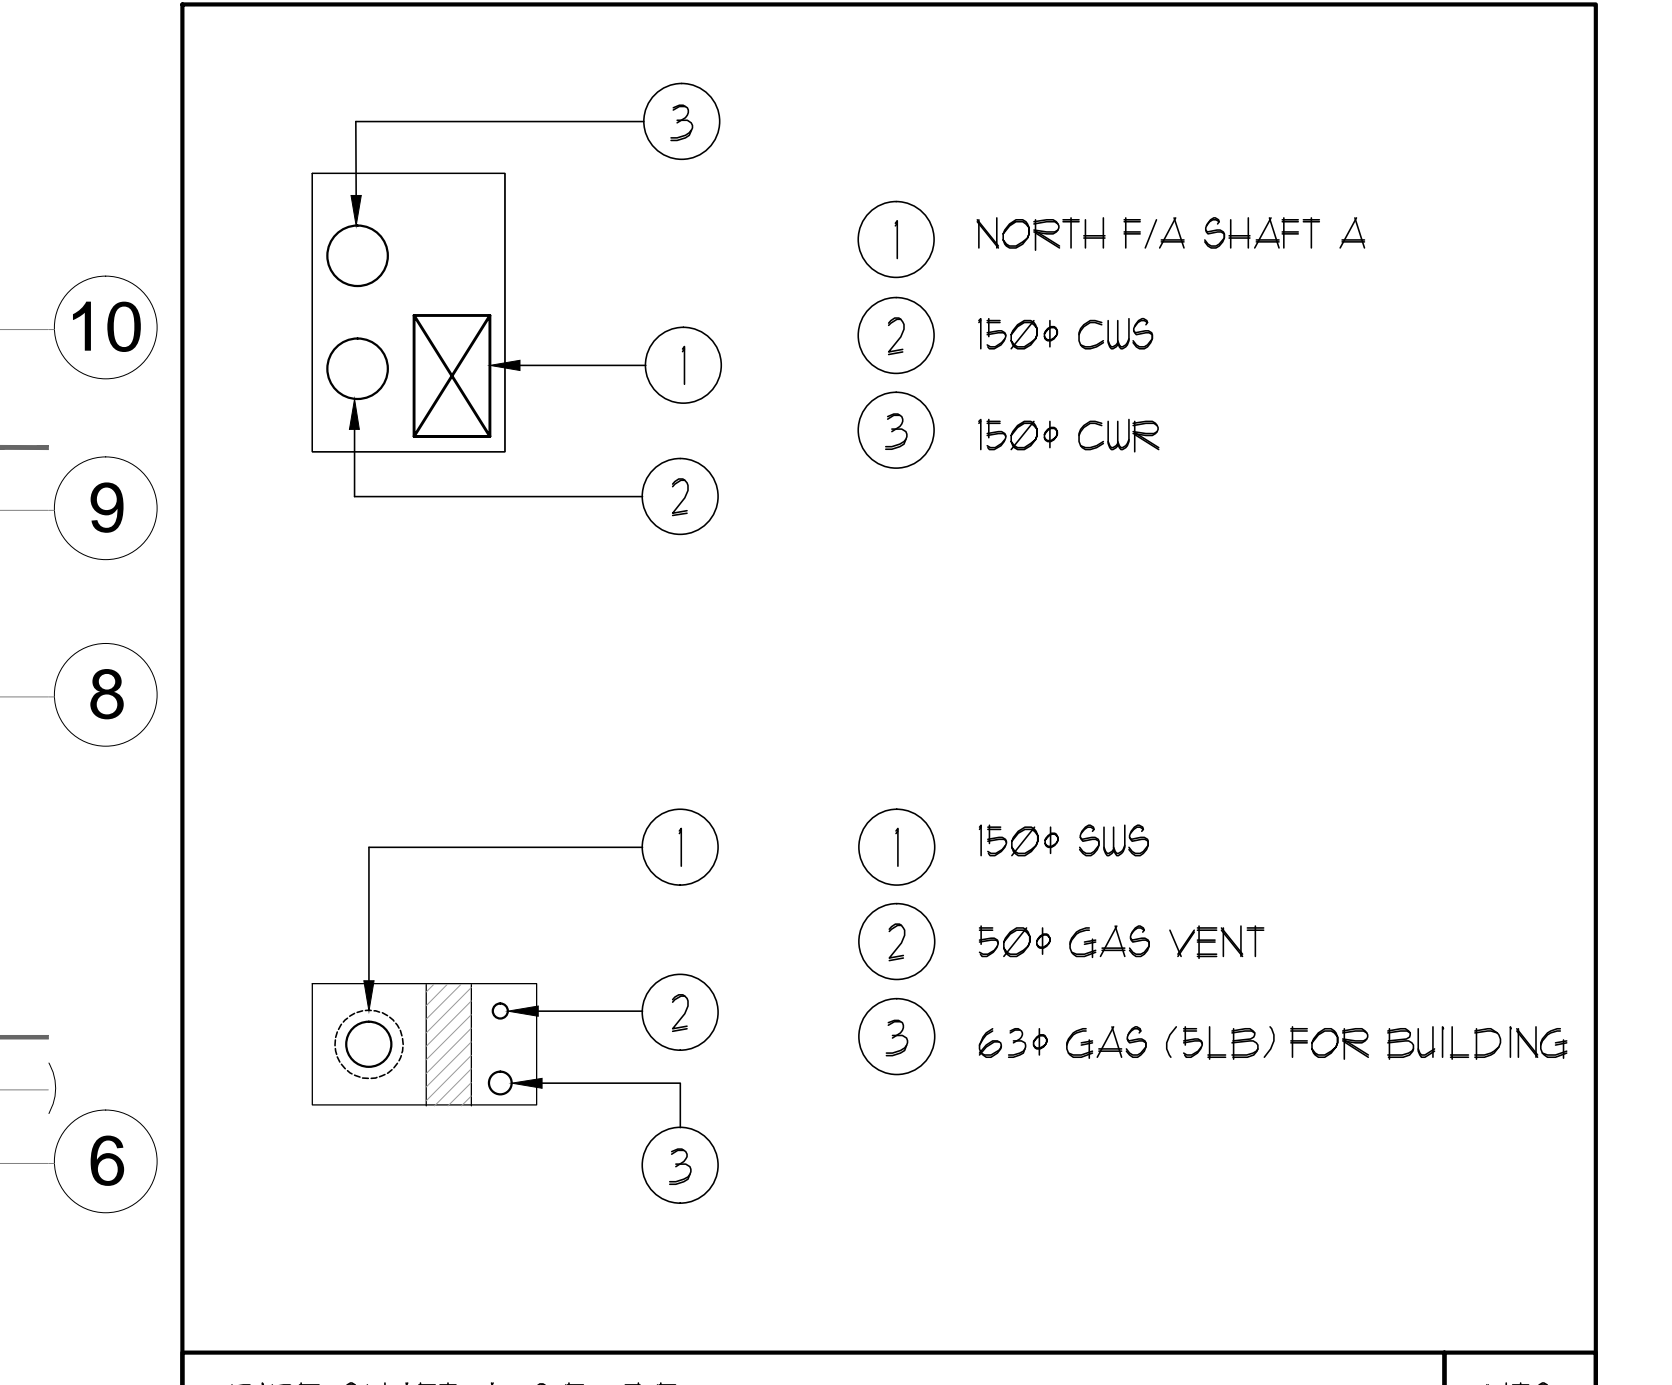 10
9
8
6
3
1
2
1 NORTH F/A SHAFT A
2 150ϕ CWS
3 150ϕ CWR
1
2
3
1 150ϕ SWS
2 50ϕ GAS VENT
3 63ϕ GAS (5LB) FOR BUILDING